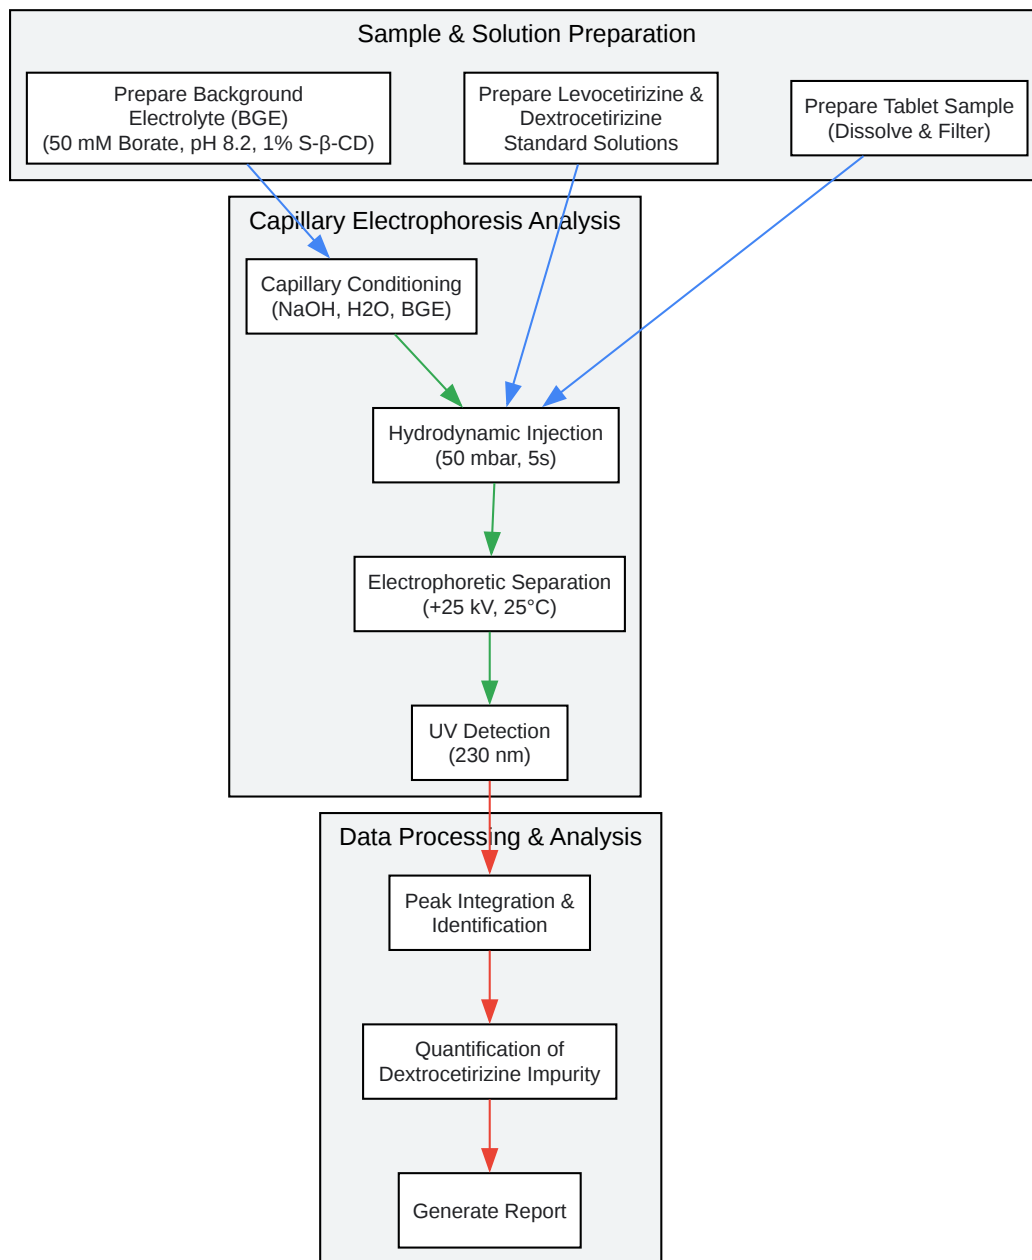 Sample & Solution Preparation
Prepare Background
Electrolyte (BGE)
(50 mM Borate, pH 8.2, 1% S-β-CD)
Prepare Levocetirizine &
Dextrocetirizine
Standard Solutions
Prepare Tablet Sample
(Dissolve & Filter)
Capillary Electrophoresis Analysis
Capillary Conditioning
(NaOH, H2O, BGE)
Hydrodynamic Injection
(50 mbar, 5s)
Electrophoretic Separation
(+25 kV, 25°C)
UV Detection
(230 nm)
Data Processing & Analysis
Peak Integration &
Identification
Quantification of
Dextrocetirizine Impurity
Generate Report